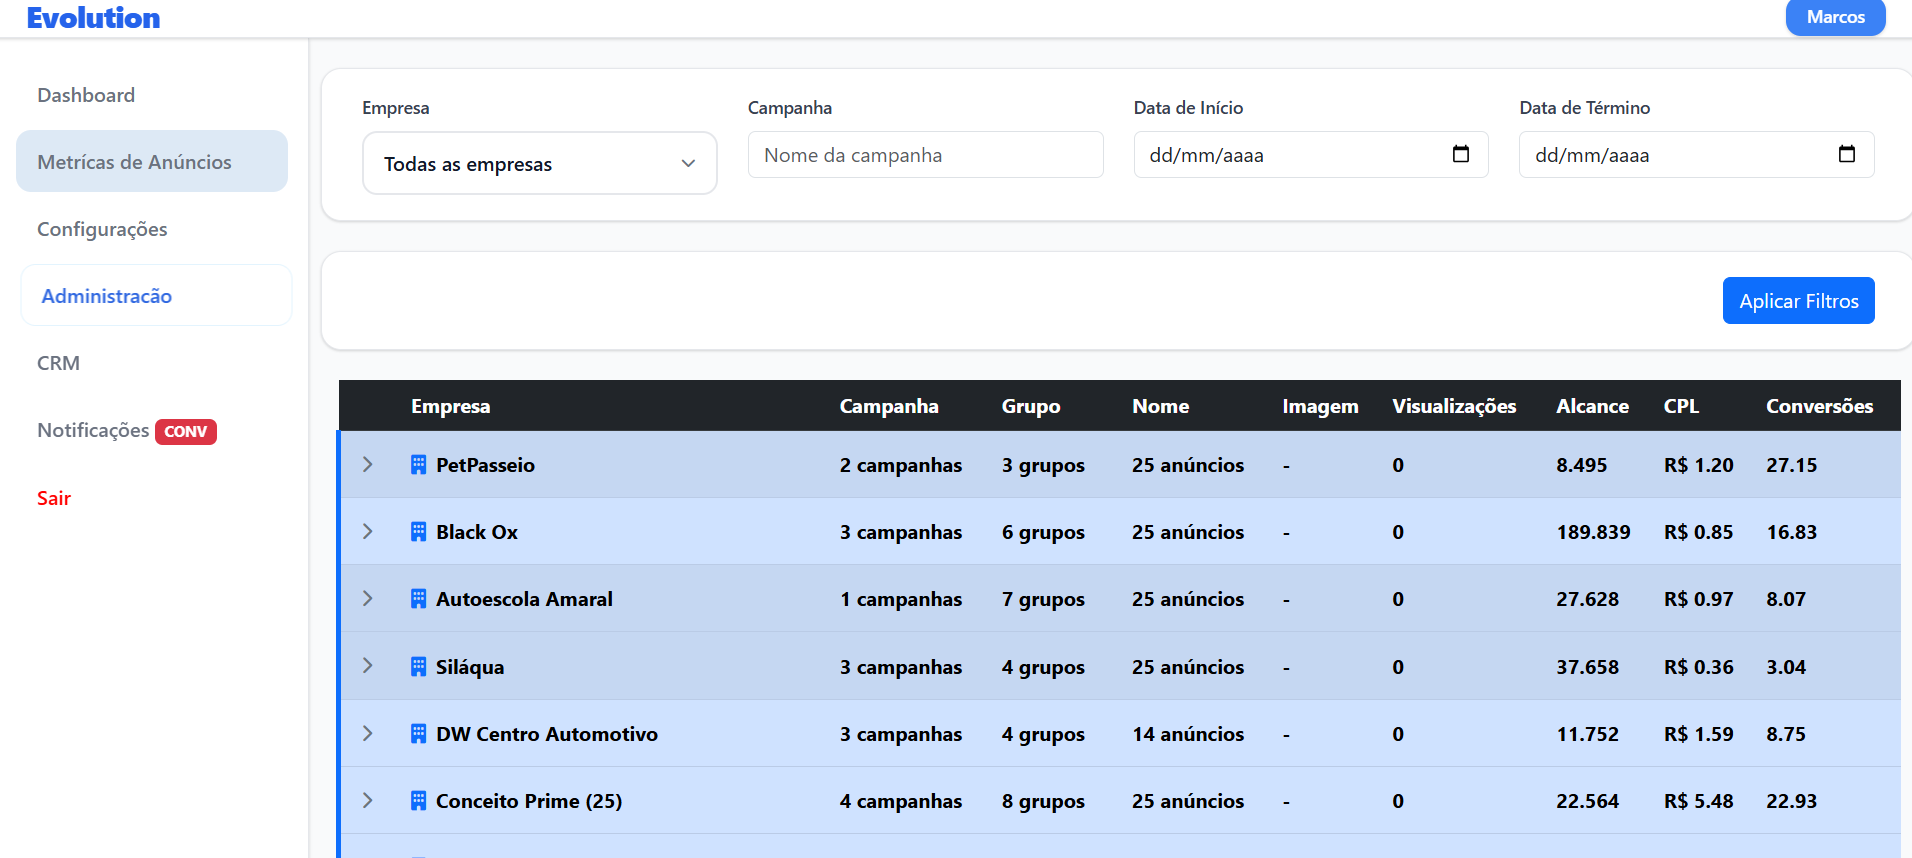 Evolution
Marcos
Dashboard
Metrícas de Anúncios
Configurações
Administracão
CRM
Notificações CONV
Sair
Empresa Campanha Data de Início Data de Término
Todas as empresas Nome da campanha dd/mm/aaaa dd/mm/aaaa
Aplicar Filtros
Empresa Campanha Grupo Nome Imagem Visualizações Alcance CPL Conversões
PetPasseio 2 campanhas 3 grupos 25 anúncios - 0 8.495 R$ 1.20 27.15
Black Ox 3 campanhas 6 grupos 25 anúncios - 0 189.839 R$ 0.85 16.83
Autoescola Amaral 1 campanhas 7 grupos 25 anúncios - 0 27.628 R$ 0.97 8.07
Siláqua 3 campanhas 4 grupos 25 anúncios - 0 37.658 R$ 0.36 3.04
DW Centro Automotivo 3 campanhas 4 grupos 14 anúncios - 0 11.752 R$ 1.59 8.75
Conceito Prime (25) 4 campanhas 8 grupos 25 anúncios - 0 22.564 R$ 5.48 22.93